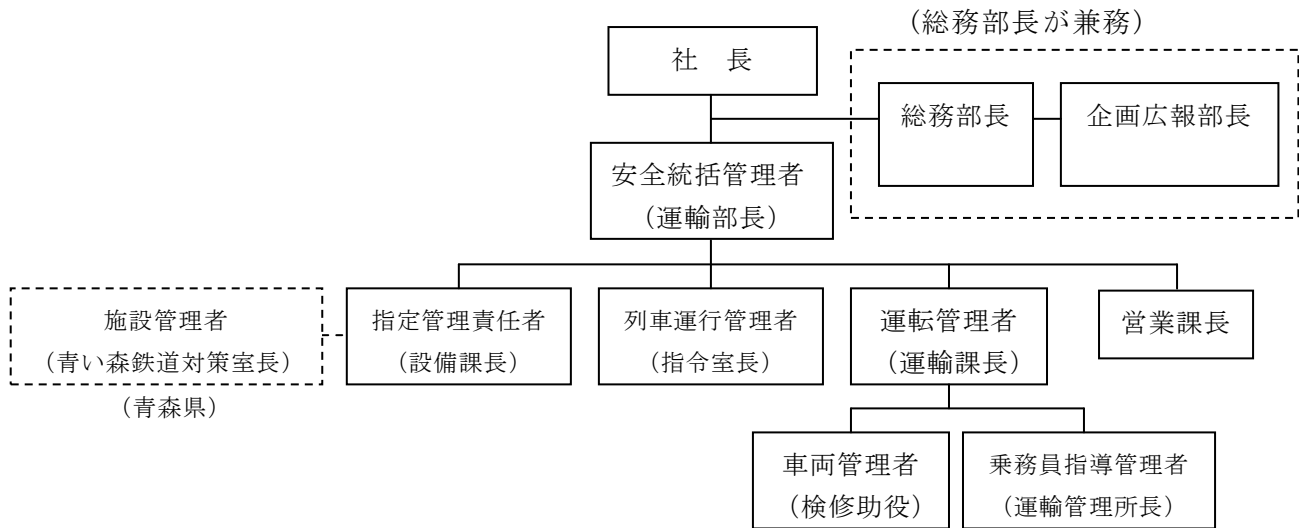 (総務部長が兼務)
社 長
総務部長
企画広報部長
安全統括管理者
(運輸部長)
施設管理者
(青い森鉄道対策室長)
(青森県)
指定管理責任者
(設備課長)
列車運行管理者
(指令室長)
運転管理者
(運輸課長)
営業課長
車両管理者
(検修助役)
乗務員指導管理者
(運輸管理所長)